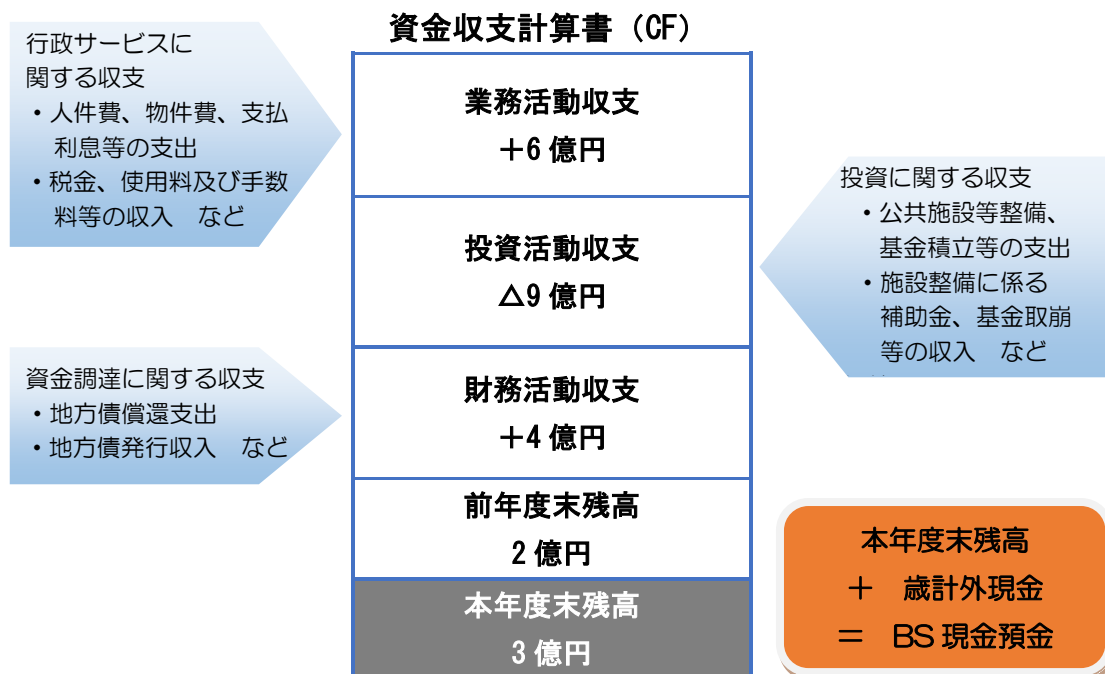 資金収支計算書（CF）
行政サービスに
関する収支
・人件費、物件費、支払
利息等の支出
・税金、使用料及び手数
料等の収入　など
業務活動収支
＋6 億円
投資に関する収支
・公共施設等整備、
基金積立等の支出
・施設整備に係る
補助金、基金取崩
等の収入　など
投資活動収支
△9 億円
資金調達に関する収支
・地方債償還支出
・地方債発行収入　など
財務活動収支
＋4 億円
前年度末残高
2 億円
本年度末残高
3 億円
本年度末残高
＋　歳計外現金
＝　BS 現金預金